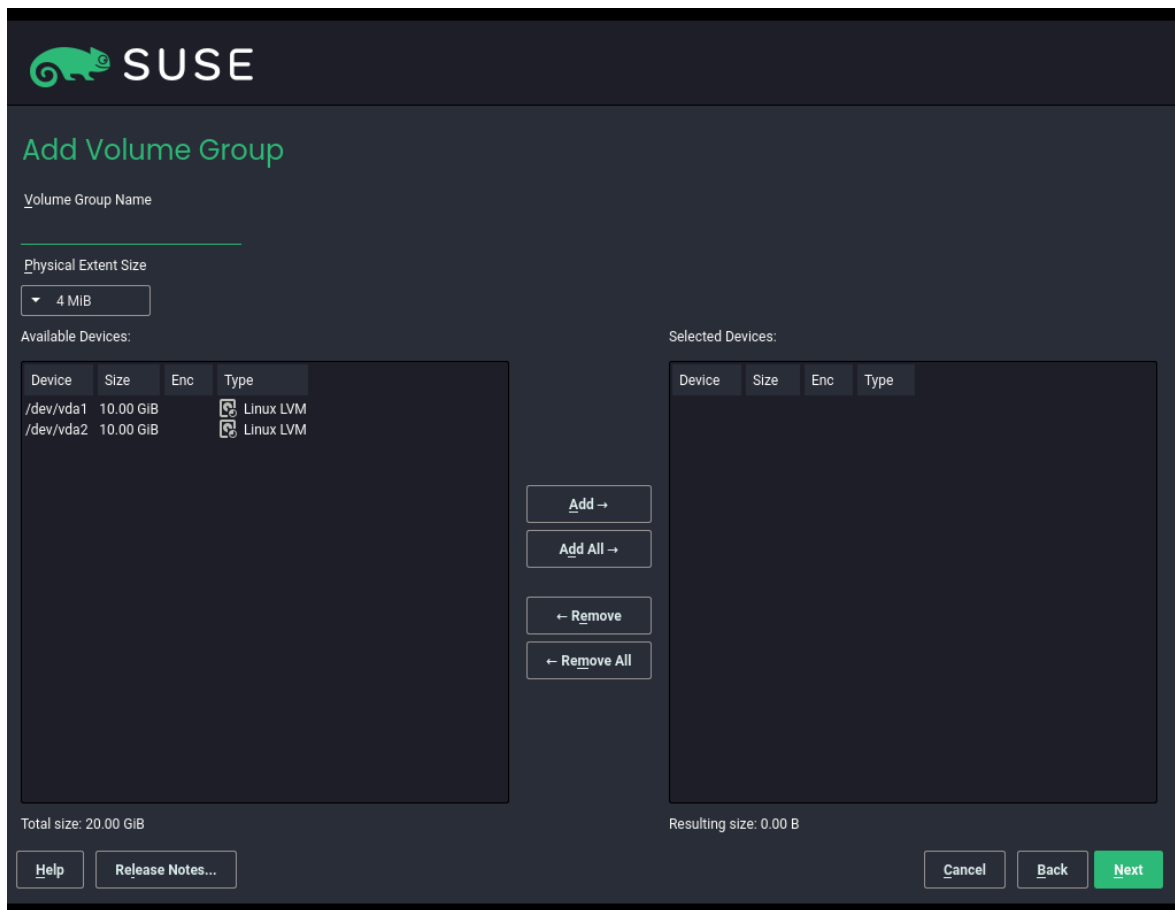 SUSE
Add Volume Group
Volume Group Name
Physical Extent Size
4 MiB
Available Devices:
Device Size Enc Type
/dev/vda1 10.00 GiB Linux LVM
/dev/vda2 10.00 GiB Linux LVM
Total size: 20.00 GiB
Add →
Add All →
← Remove
← Remove All
Selected Devices:
Device Size Enc Type
Resulting size: 0.00 B
Help Release Notes... Cancel Back Next